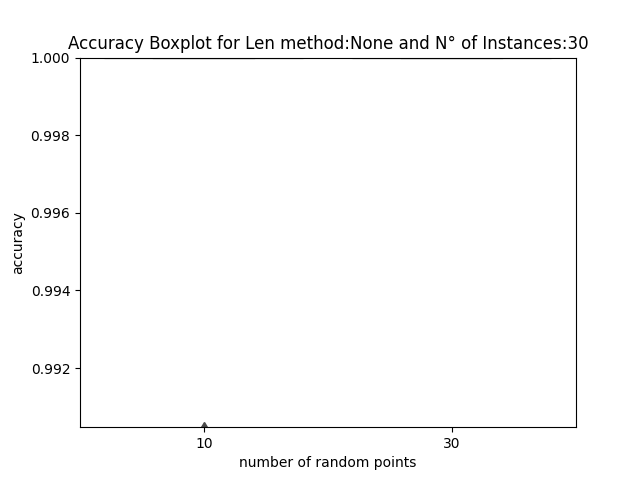 Accuracy Boxplot for Len method:None and N° of Instances:30
1.000
0.998
0.996
0.994
0.992
accuracy
10 30
number of random points